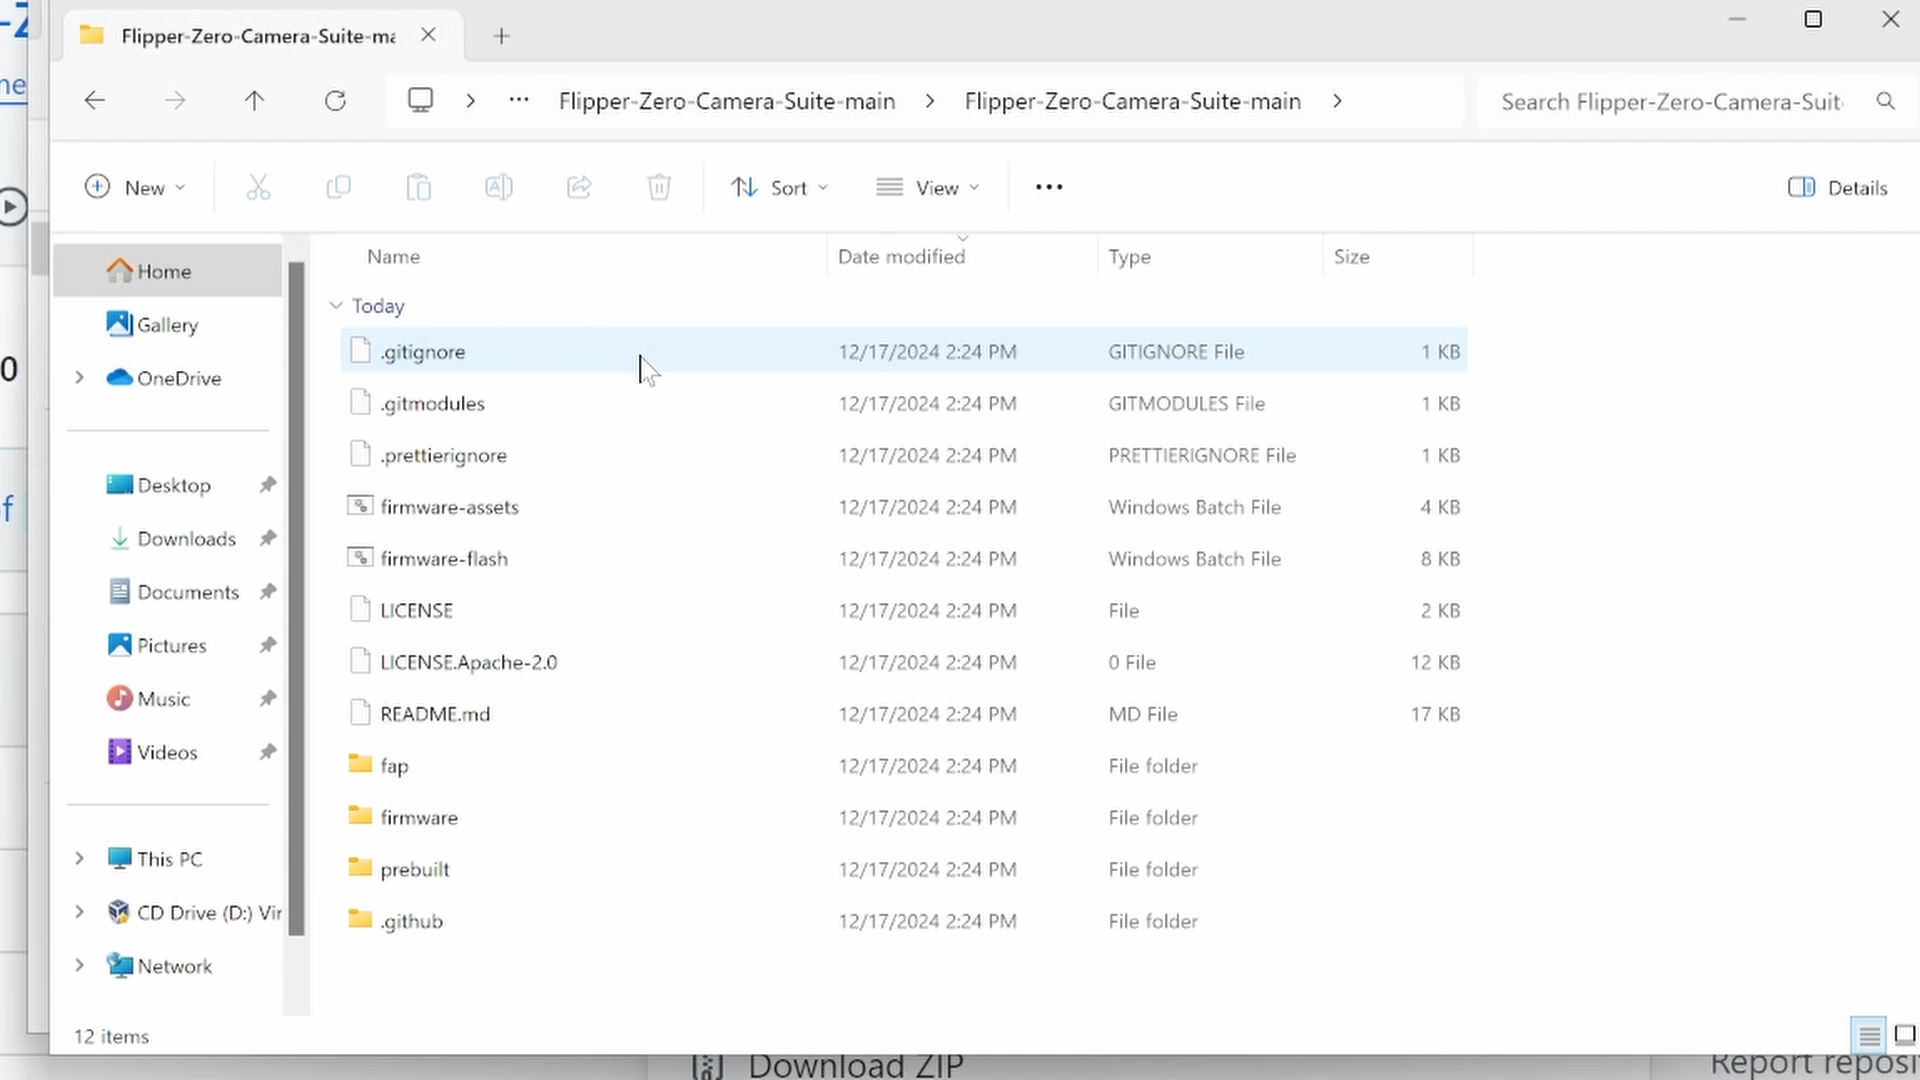 -Z
Flipper-Zero-Camera-Suite-ma
me
Flipper-Zero-Camera-Suite-main
Flipper-Zero-Camera-Suite-main
Search Flipper-Zero-Camera-Suit
New
Sort
View
Details
Name
Date modified
Type
Size
Home
Gallery
OneDrive
Desktop
Downloads
Documents
Pictures
Music
Videos
This PC
CD Drive (D:) Vir
Network
0
of
Today
.gitignore 12/17/2024 2:24 PM GITIGNORE File 1 KB
.gitmodules 12/17/2024 2:24 PM GITMODULES File 1 KB
.prettierignore 12/17/2024 2:24 PM PRETTIERIGNORE File 1 KB
firmware-assets 12/17/2024 2:24 PM Windows Batch File 4 KB
firmware-flash 12/17/2024 2:24 PM Windows Batch File 8 KB
LICENSE 12/17/2024 2:24 PM File 2 KB
LICENSE.Apache-2.0 12/17/2024 2:24 PM 0 File 12 KB
README.md 12/17/2024 2:24 PM MD File 17 KB
fap 12/17/2024 2:24 PM File folder
firmware 12/17/2024 2:24 PM File folder
prebuilt 12/17/2024 2:24 PM File folder
.github 12/17/2024 2:24 PM File folder
12 items
Download ZIP
Report reposi